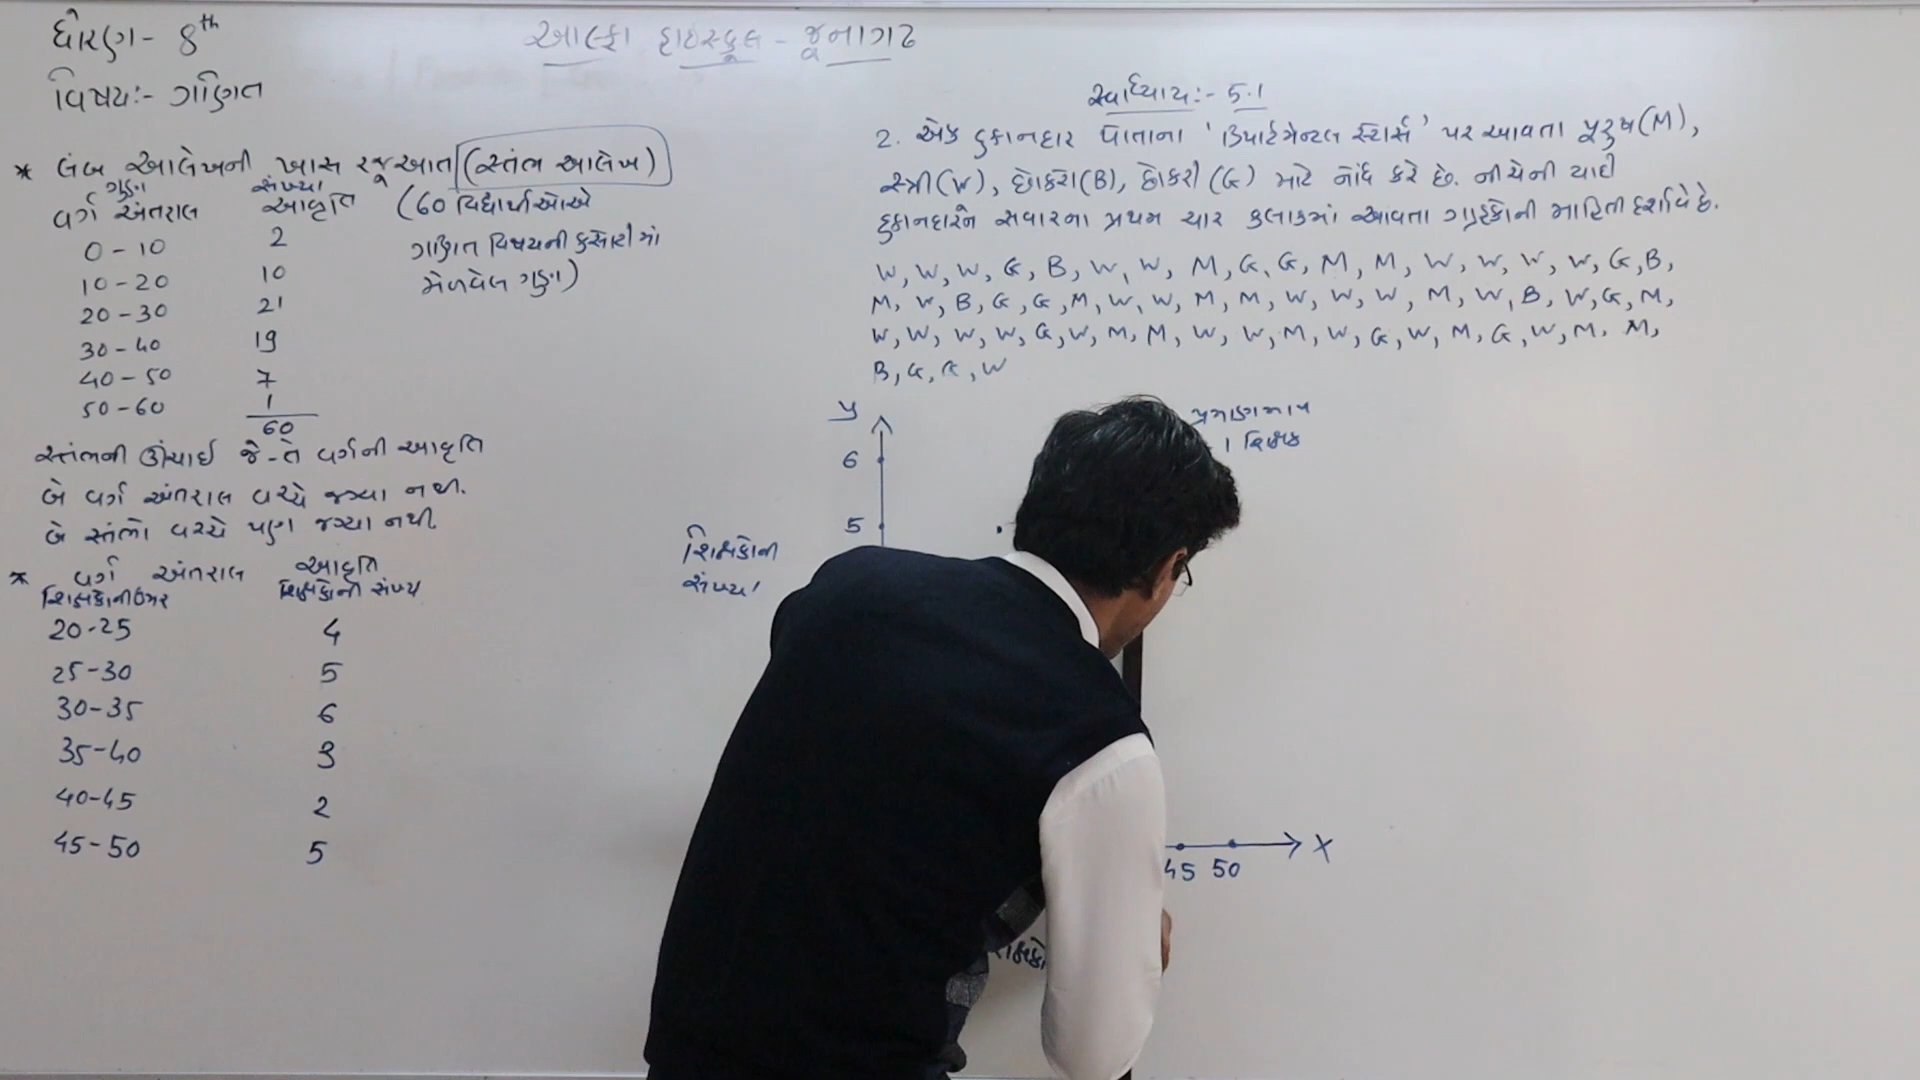 ધોરણ- 8th
વિષય:- ગણિત
આલ્ફા હાઇસ્કૂલ - જૂનાગઢ
* લંબ આલેખની ખાસ રજૂઆત (સ્તંભ આલેખ)
ગુણ સંખ્યા
વર્ગ અંતરાલ આવૃતિ (60 વિદ્યાર્થીઓએ
0-10 2 ગણિત વિષયની કસોટીમાં
10-20 10 મેળવેલ ગુણ)
20-30 21
30-40 19
40-50 7
50-60 1
60
સ્તંભની ઊંચાઈ જે-તે વર્ગની આવૃતિ
બે વર્ગ અંતરાલ વચ્ચે જગ્યા નથી.
બે સ્તંભો વચ્ચે પણ જગ્યા નથી.
* વર્ગ અંતરાલ આવૃતિ
શિક્ષકોની ઉંમર શિક્ષકોની સંખ્યા
20-25 4
25-30 5
30-35 6
35-40 3
40-45 2
45-50 5
સ્વાધ્યાય:- 5.1
2. એક દુકાનદાર પોતાના 'ડિપાર્ટમેન્ટલ સ્ટોર્સ' પર આવતા પુરુષ(M),
સ્ત્રી(W), છોકરો(B), છોકરી(G) માટે નોંધ કરે છે. નીચેની યાદી
દુકાનદારને સવારના પ્રથમ ચાર કલાકમાં આવતા ગ્રાહકોની માહિતી દર્શાવે છે.
W, W, W, G, B, W, W, M, G, G, M, M, W, W, W, W, G, B,
M, W, B, G, G, M, W, W, M, M, W, W, W, M, W, B, W, G, M,
W, W, W, W, G, W, M, M, W, W, M, W, G, W, M, G, W, M, M,
B, G, G, W
y
પ્રમાણમાપ
1 શિક્ષક
6
5
શિક્ષકોની
સંખ્યા
45 50 X